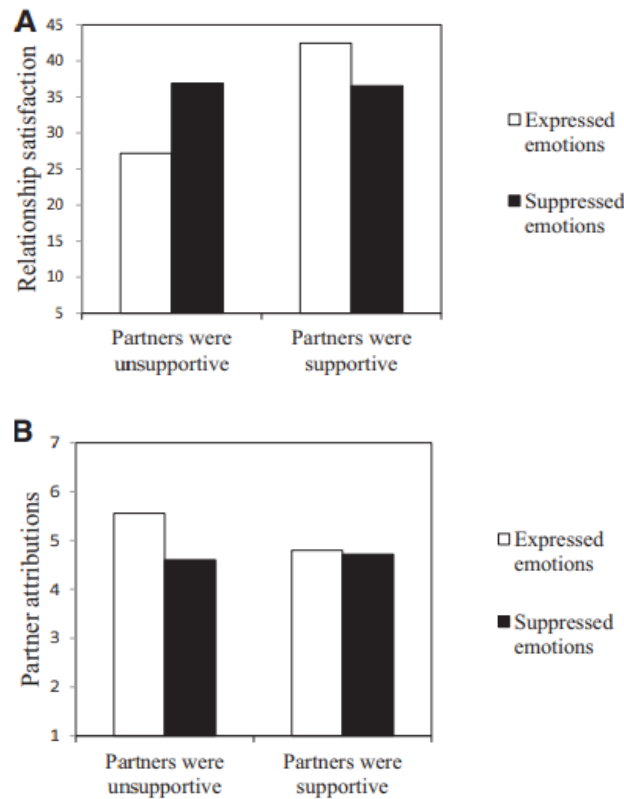 A
Relationship satisfaction
45
40
35
30
25
20
15
10
5
Partners were
unsupportive
Partners were
supportive
Expressed
emotions
Suppressed
emotions
B
Partner attributions
7
6
5
4
3
2
1
Partners were
unsupportive
Partners were
supportive
Expressed
emotions
Suppressed
emotions